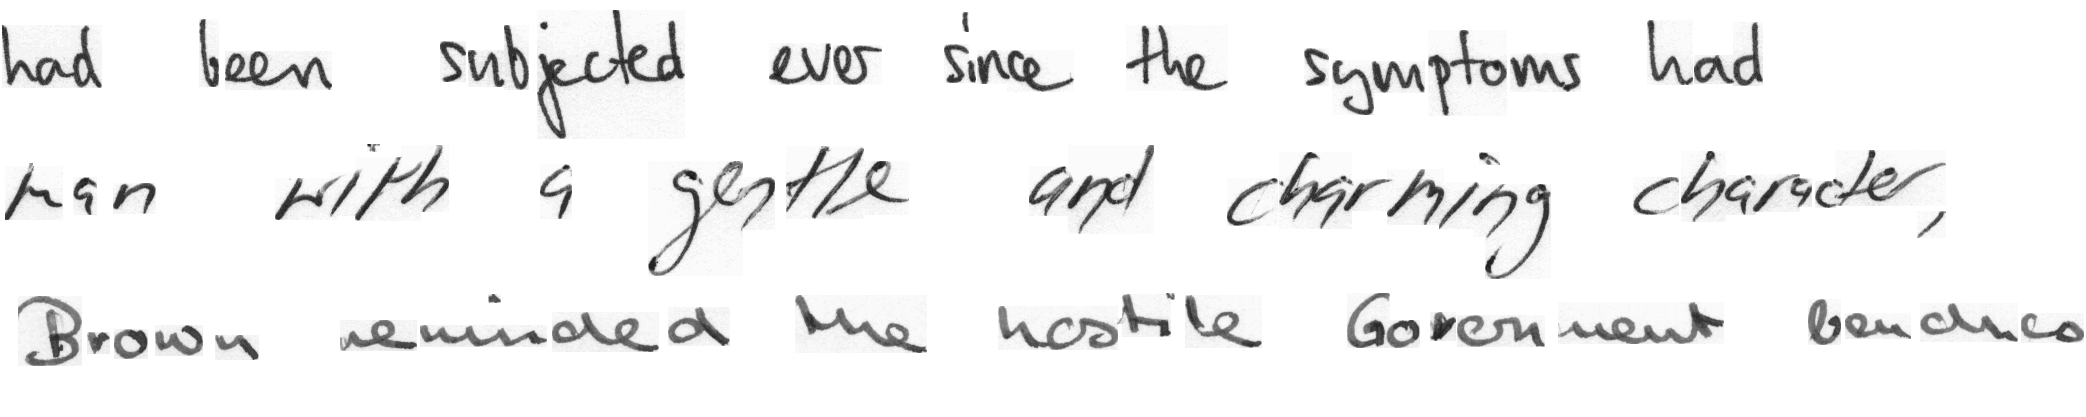 had been subjected ever since the symptoms had
man with a gentle and charming character,
Brown reminded the hostile Government benches